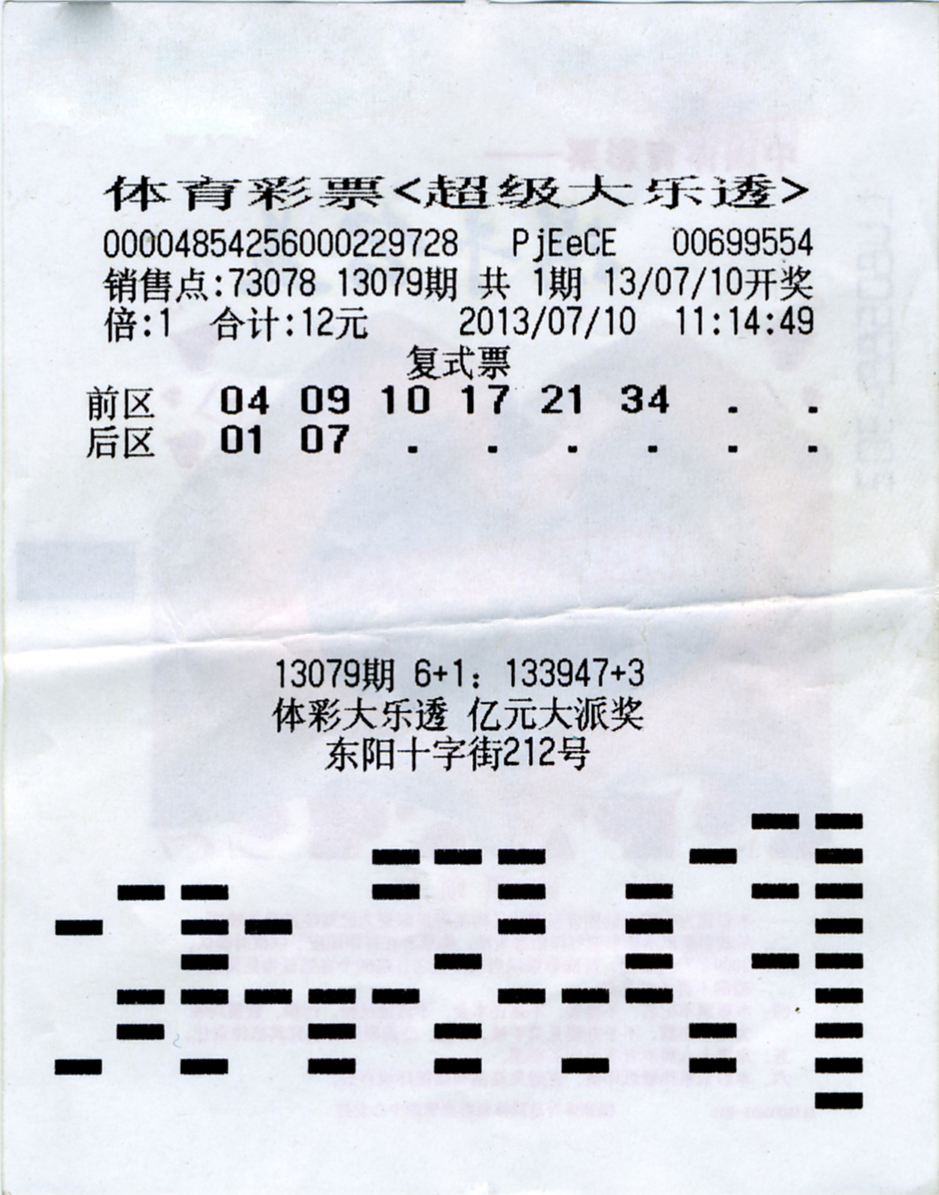 体育彩票<超级大乐透>
00004854256000229728 PjEeCE 00699554
销售点:73078 13079期 共 1期 13/07/10开奖
倍:1 合计:12元 2013/07/10 11:14:49
复式票
前区 04 09 10 17 21 34 . .
后区 01 07 . . . . . .
13079期 6+1: 133947+3
体彩大乐透 亿元大派奖
东阳十字街212号